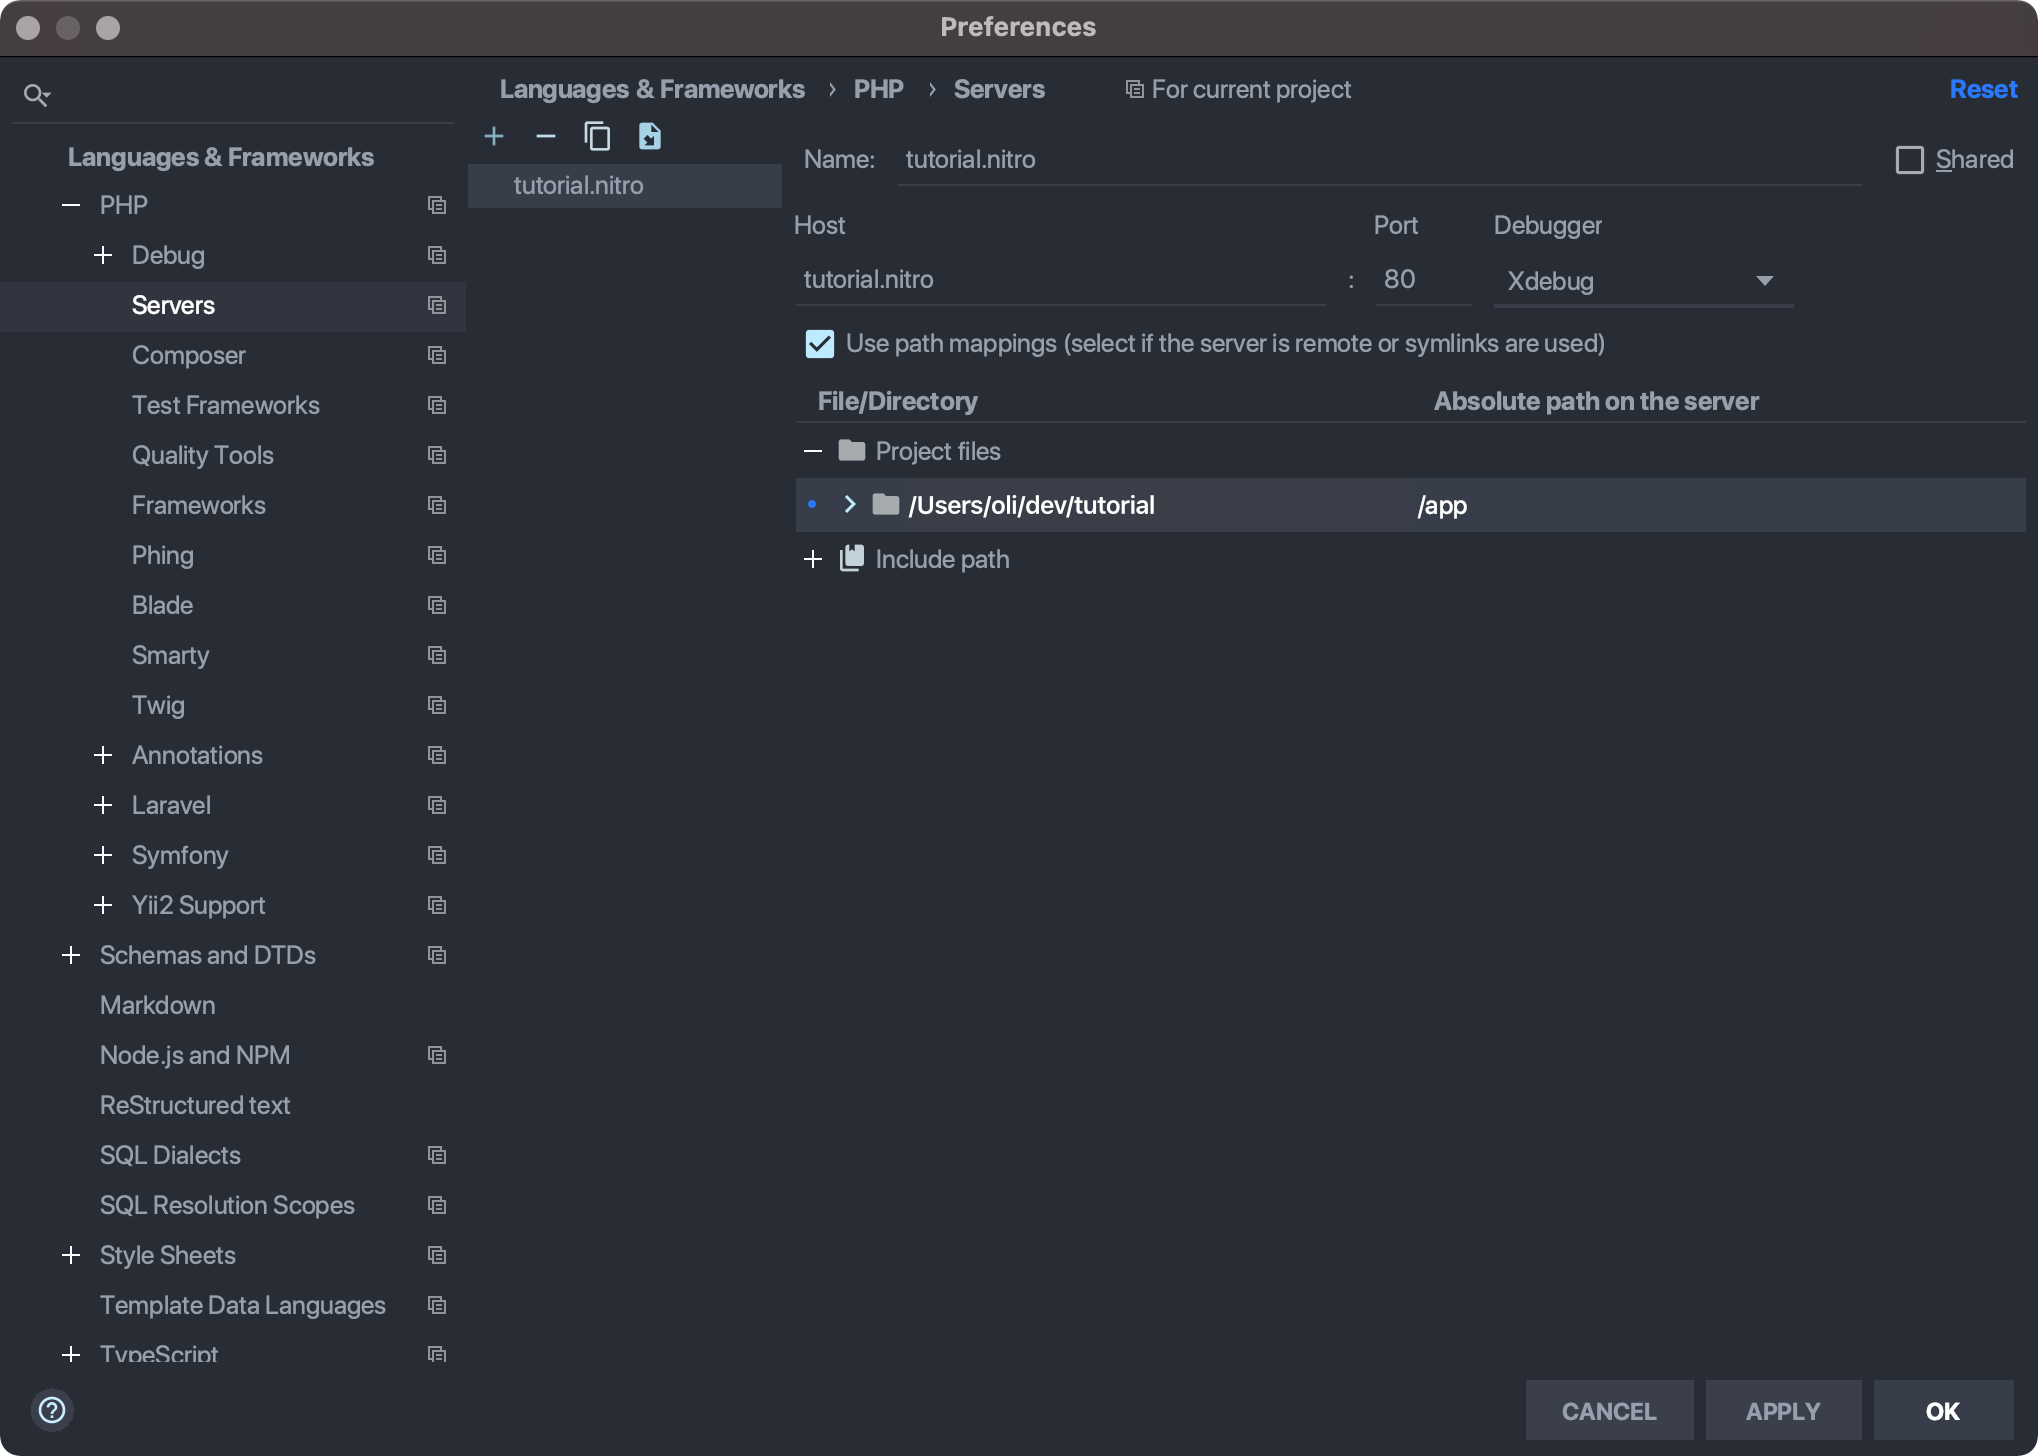 Preferences
Languages & Frameworks › PHP › Servers For current project Reset
Languages & Frameworks
PHP
Debug
Servers
Composer
Test Frameworks
Quality Tools
Frameworks
Phing
Blade
Smarty
Twig
Annotations
Laravel
Symfony
Yii2 Support
Schemas and DTDs
Markdown
Node.js and NPM
ReStructured text
SQL Dialects
SQL Resolution Scopes
Style Sheets
Template Data Languages
TypeScript
tutorial.nitro
Name: tutorial.nitro Shared
Host Port Debugger
tutorial.nitro : 80 Xdebug
Use path mappings (select if the server is remote or symlinks are used)
File/Directory Absolute path on the server
Project files
/Users/oli/dev/tutorial /app
Include path
? CANCEL APPLY OK